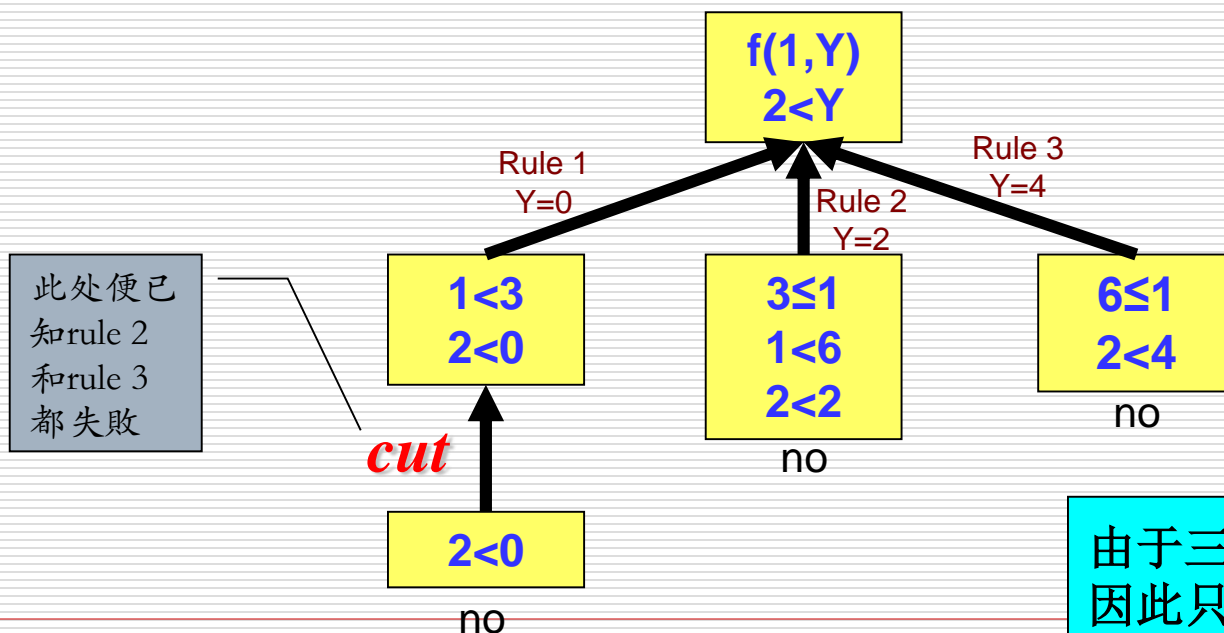 f(1,Y)
2<Y
Rule 1
Y=0
Rule 2
Y=2
Rule 3
Y=4
此处便已
知rule 2
和rule 3
都失敗
1<3
2<0
3≤1
1<6
2<2
no
6≤1
2<4
no
cut
2<0
no
由于三
因此只